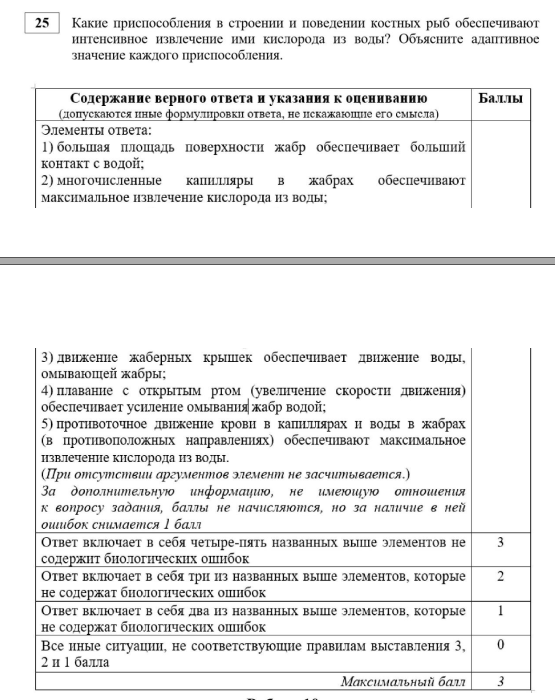 25 Какие приспособления в строении и поведении костных рыб обеспечивают
интенсивное извлечение ими кислорода из воды? Объясните адаптивное
значение каждого приспособления.
Содержание верного ответа и указания к оцениванию
(допускаются иные формулировки ответа, не искажающие его смысла)
Баллы
Элементы ответа:
1) большая площадь поверхности жабр обеспечивает больший
контакт с водой;
2) многочисленные капилляры в жабрах обеспечивают
максимальное извлечение кислорода из воды;
3) движение жаберных крышек обеспечивает движение воды,
омывающей жабры;
4) плавание с открытым ртом (увеличение скорости движения)
обеспечивает усиление омывания жабр водой;
5) противоточное движение крови в капиллярах и воды в жабрах
(в противоположных направлениях) обеспечивают максимальное
извлечение кислорода из воды.
(При отсутствии аргументов элемент не засчитывается.)
За дополнительную информацию, не имеющую отношения
к вопросу задания, баллы не начисляются, но за наличие в ней
ошибок снимается 1 балл
Ответ включает в себя четыре-пять названных выше элементов не
содержит биологических ошибок
3
Ответ включает в себя три из названных выше элементов, которые
не содержат биологических ошибок
2
Ответ включает в себя два из названных выше элементов, которые
не содержат биологических ошибок
1
Все иные ситуации, не соответствующие правилам выставления 3,
2 и 1 балла
0
Максимальный балл 3